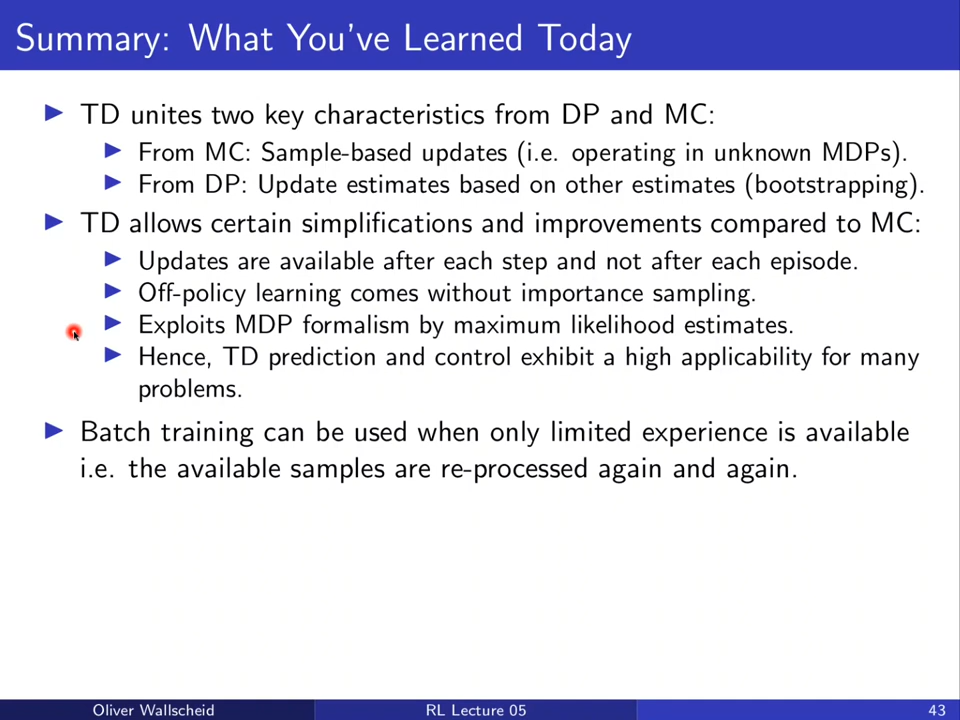 Summary: What You've Learned Today
TD unites two key characteristics from DP and MC:
From MC: Sample-based updates (i.e. operating in unknown MDPs).
From DP: Update estimates based on other estimates (bootstrapping).
TD allows certain simplifications and improvements compared to MC:
Updates are available after each step and not after each episode.
Off-policy learning comes without importance sampling.
Exploits MDP formalism by maximum likelihood estimates.
Hence, TD prediction and control exhibit a high applicability for many
problems.
Batch training can be used when only limited experience is available
i.e. the available samples are re-processed again and again.
Oliver Wallscheid
RL Lecture 05
43